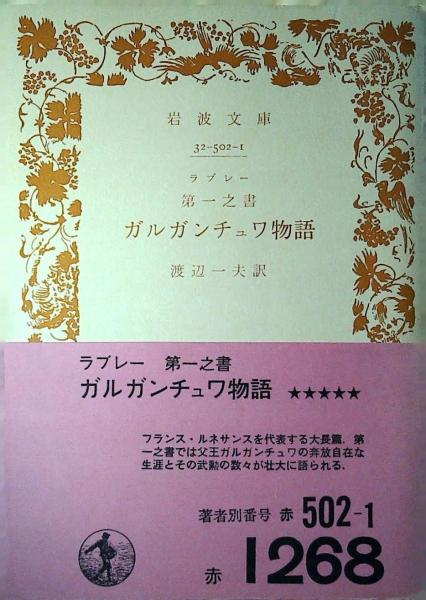 岩波文庫
32-502-1
ラブレー
第一之書
ガルガンチュワ物語
渡辺一夫訳
ラブレー 第一之書
ガルガンチュワ物語 ★★★★★
フランス・ルネサンスを代表する大長篇.第
一之書では父王ガルガンチュワの奔放自在な
生涯とその武勲の数々が壮大に語られる.
著者別番号 赤 502-1
赤 1268